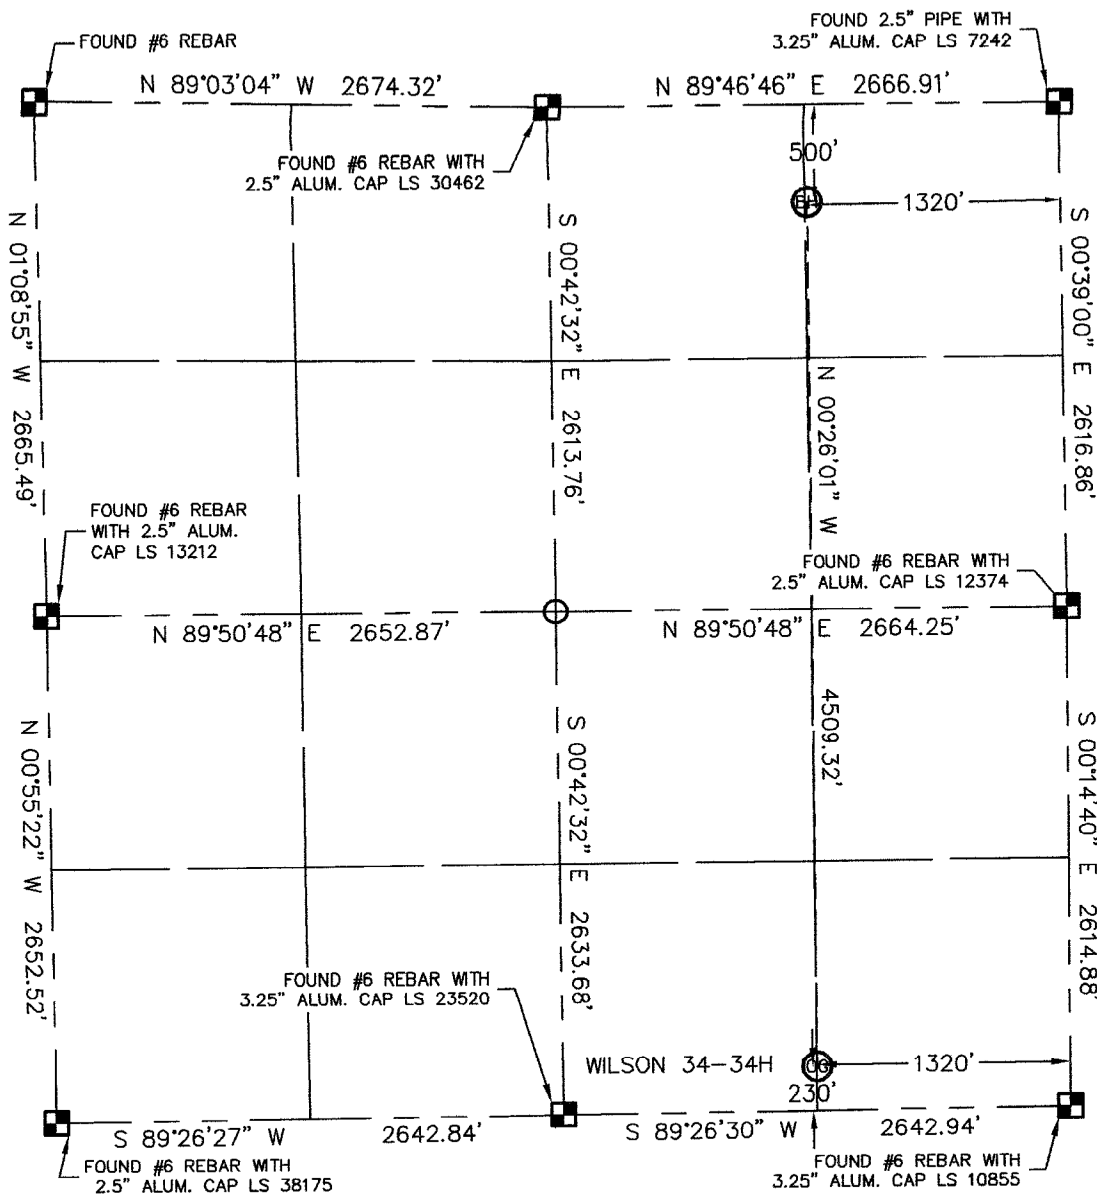 FOUND #6 REBAR
FOUND 2.5" PIPE WITH
3.25" ALUM. CAP LS 7242
N 89°03'04" W 2674.32'
N 89°46'46" E 2666.91'
FOUND #6 REBAR WITH
2.5" ALUM. CAP LS 30462
500'
BH
1320'
N 01°08'55" W 2665.49'
S 00°42'32" E 2613.76'
N 00°26'01" W 4509.32'
S 00°39'00" E 2616.86'
FOUND #6 REBAR
WITH 2.5" ALUM.
CAP LS 13212
FOUND #6 REBAR WITH
2.5" ALUM. CAP LS 12374
N 89°50'48" E 2652.87'
N 89°50'48" E 2664.25'
N 00°55'22" W 2652.52'
S 00°42'32" E 2633.68'
S 00°14'40" E 2614.88'
FOUND #6 REBAR WITH
3.25" ALUM. CAP LS 23520
WILSON 34-34H
1320'
230'
S 89°26'27" W 2642.84'
S 89°26'30" W 2642.94'
FOUND #6 REBAR WITH
2.5" ALUM. CAP LS 38175
FOUND #6 REBAR WITH
3.25" ALUM. CAP LS 10855